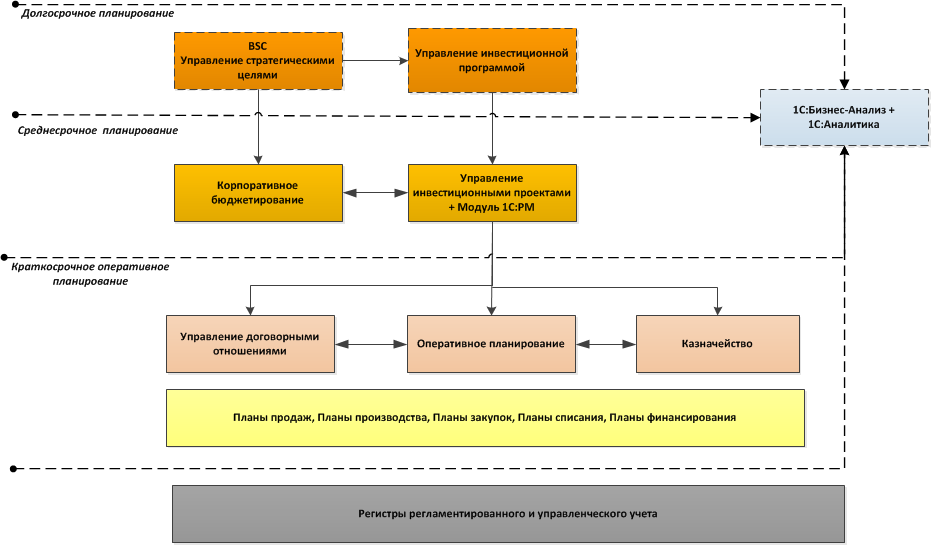 Долгосрочное планирование
BSC
Управление стратегическими
целями
Управление инвестиционной
программой
1С:Бизнес-Анализ +
1С:Аналитика
Среднесрочное планирование
Корпоративное
бюджетирование
Управление
инвестиционными проектами
+ Модуль 1С:PM
Краткосрочное оперативное
планирование
Управление договорными
отношениями
Оперативное планирование
Казначейство
Планы продаж, Планы производства, Планы закупок, Планы списания, Планы финансирования
Регистры регламентированного и управленческого учета